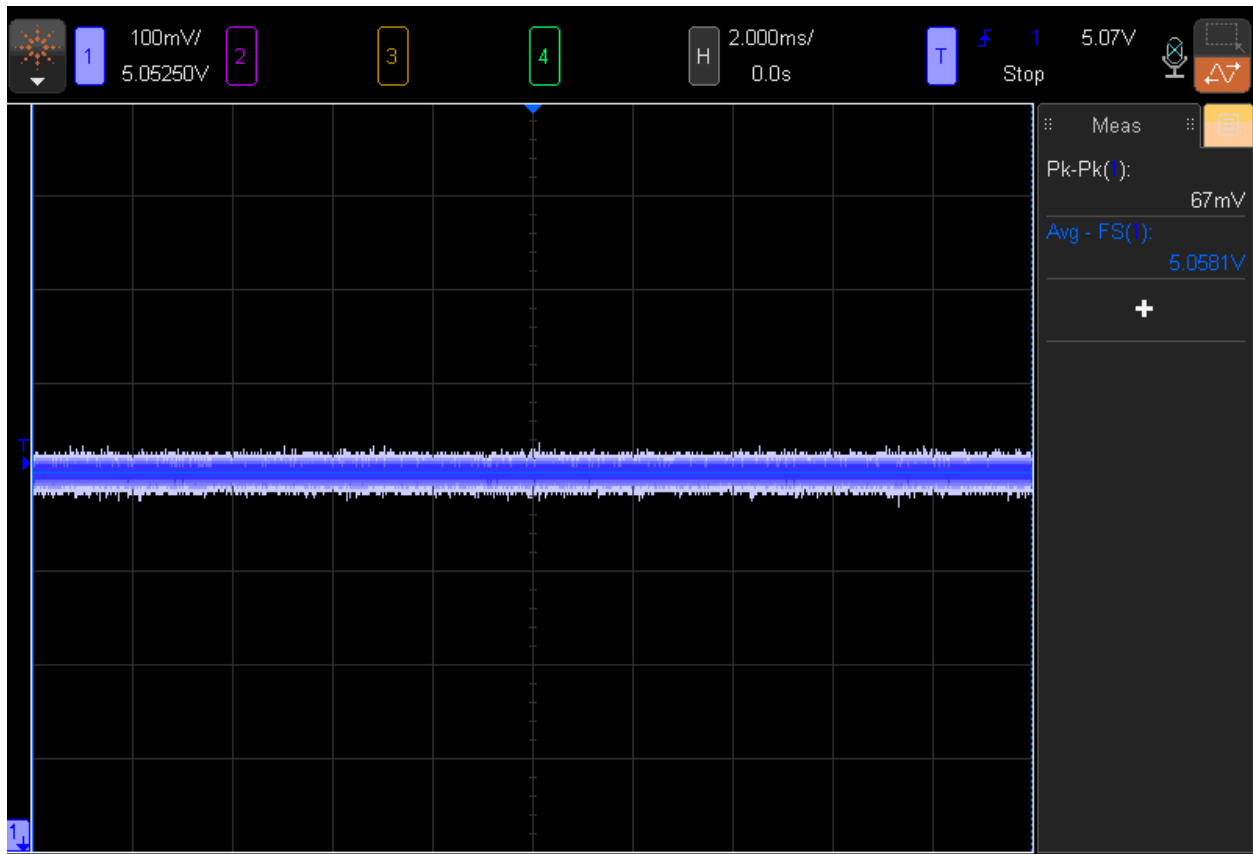 1
100mV/
5.05250V
2
3
4
H
2.000ms/
0.0s
T
1
5.07V
Stop
Meas
Pk-Pk(1):
67mV
Avg - FS(1):
5.0581V
+
T
1